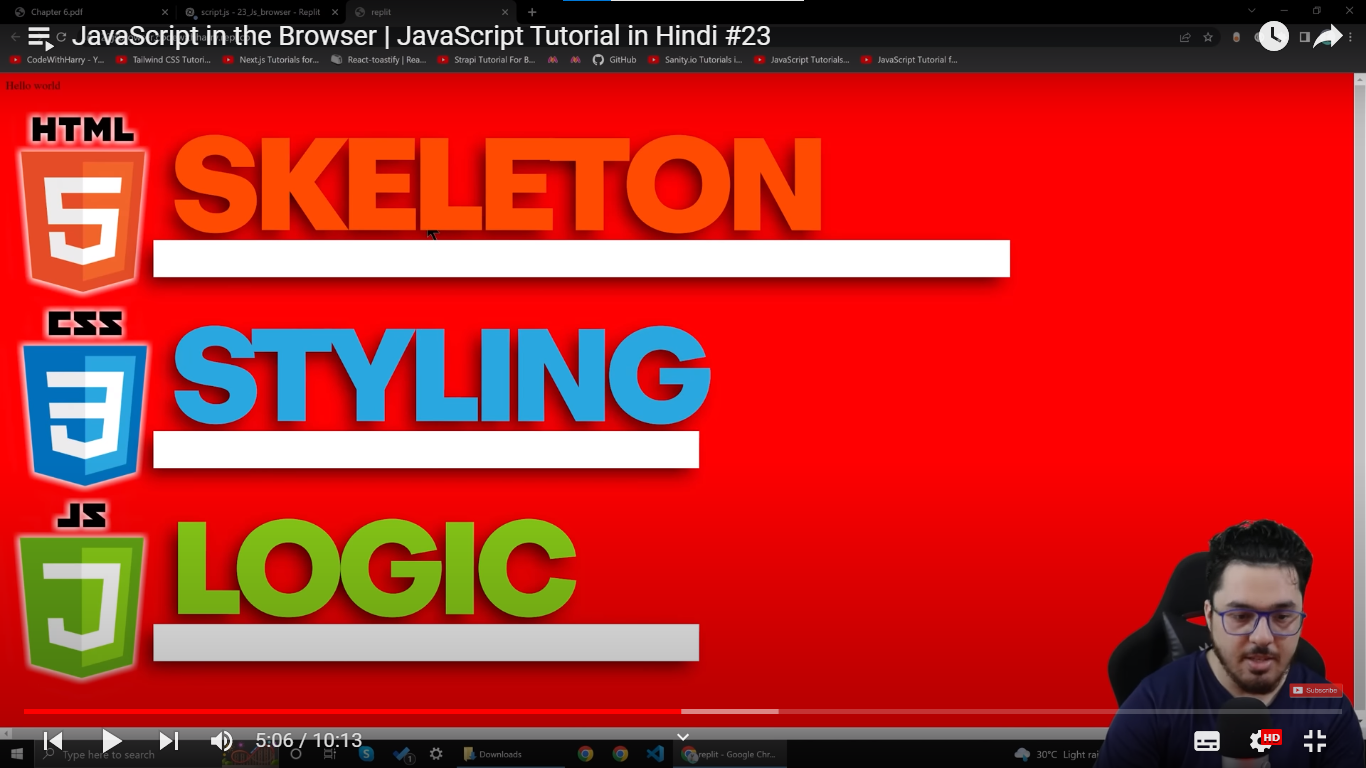 Chapter 6.pdf
script.js - 23_Js_browser - Replit
replit
JavaScript in the Browser | JavaScript Tutorial in Hindi #23
CodeWithHarry - Y...
Tailwind CSS Tutori...
Next.js Tutorials for...
React-toastify | Rea...
Strapi Tutorial For B...
GitHub
Sanity.io Tutorials i...
JavaScript Tutorials...
JavaScript Tutorial f...
Hello world
HTML
5
SKELETON
CSS
3
STYLING
JS
J
LOGIC
Subscribe
5:06 / 10:13
HD
Type here to search
1
Downloads
replit - Google Chr...
30°C Light rai